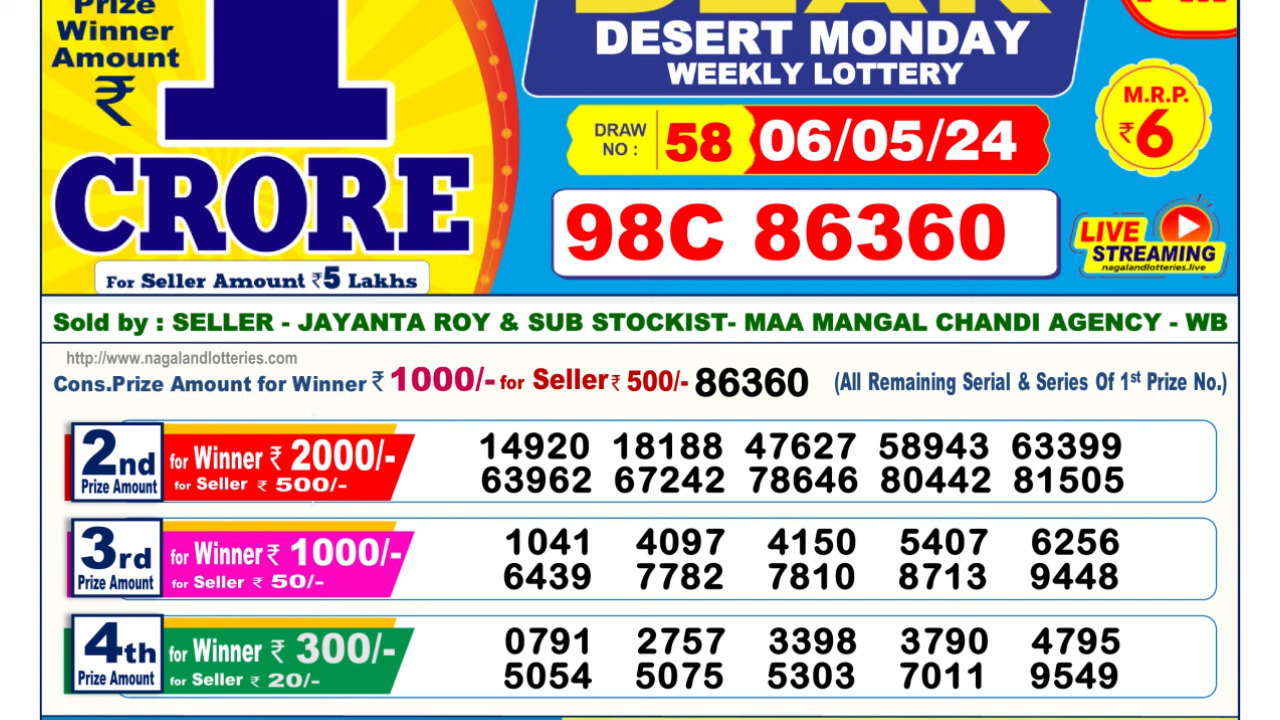 Prize
Winner
Amount
₹
1
CRORE
For Seller Amount ₹5 Lakhs
DEAR
DESERT MONDAY
WEEKLY LOTTERY
DRAW NO : 58 06/05/24
M.R.P.
₹6
98C 86360
LIVE
STREAMING
nagalandlotteries.live
Sold by : SELLER - JAYANTA ROY & SUB STOCKIST- MAA MANGAL CHANDI AGENCY - WB
http://www.nagalandlotteries.com
Cons.Prize Amount for Winner ₹ 1000/- for Seller ₹ 500/- 86360 (All Remaining Serial & Series Of 1st Prize No.)
2nd
Prize Amount
for Winner ₹ 2000/-
for Seller ₹ 500/-
14920 18188 47627 58943 63399
63962 67242 78646 80442 81505
3rd
Prize Amount
for Winner ₹ 1000/-
for Seller ₹ 50/-
1041 4097 4150 5407 6256
6439 7782 7810 8713 9448
4th
Prize Amount
for Winner ₹ 300/-
for Seller ₹ 20/-
0791 2757 3398 3790 4795
5054 5075 5303 7011 9549